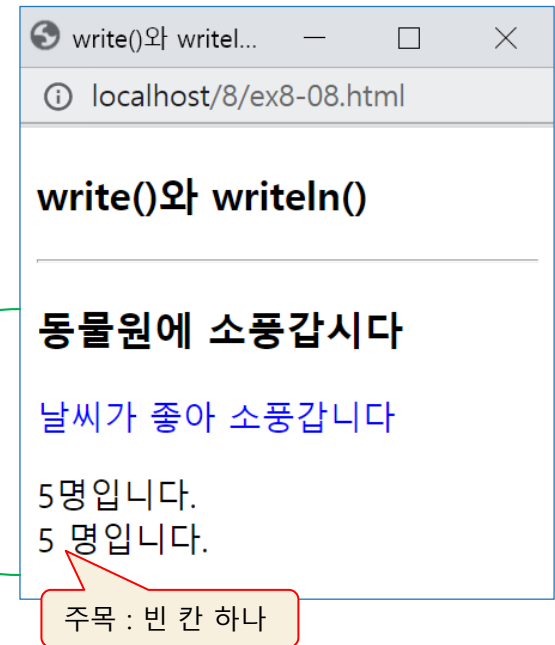 write()와 writel...
localhost/8/ex8-08.html
write()와 writeln()
동물원에 소풍갑시다
날씨가 좋아 소풍갑니다
5명입니다.
5 명입니다.
주목 : 빈 칸 하나